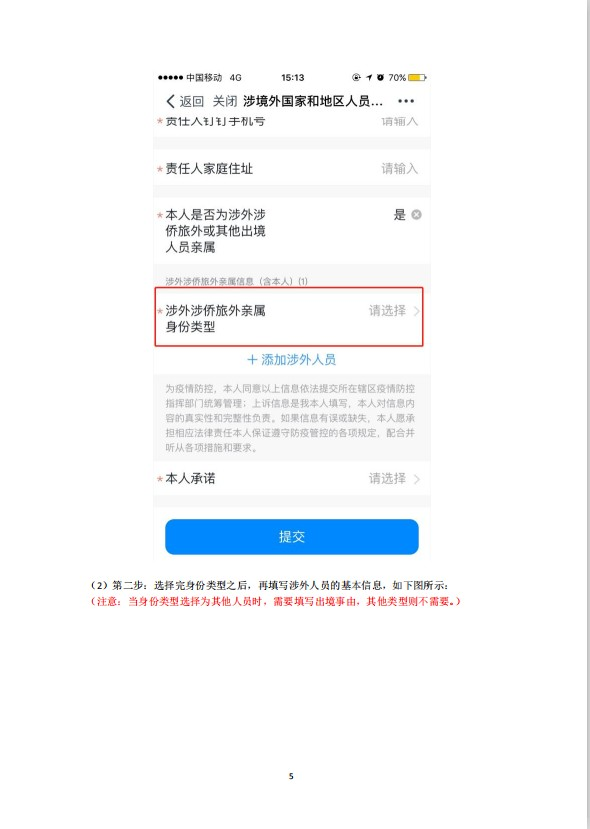 中国移动 4G 15:13 70%
返回 关闭 涉境外国家和地区人员... •••
*责任人钉钉手机号 请输入
*责任人家庭住址 请输入
*本人是否为涉外涉 是
侨旅外或其他出境
人员亲属
涉外涉侨旅外亲属信息（含本人）(1)
*涉外涉侨旅外亲属 请选择
身份类型
+ 添加涉外人员
为疫情防控，本人同意以上信息依法提交所在辖区疫情防控
指挥部门统筹管理；上诉信息是我本人填写，本人对信息内
容的真实性和完整性负责。如果信息有误或缺失，本人愿承
担相应法律责任本人保证遵守防疫管控的各项规定，配合并
听从各项措施和要求。
*本人承诺 请选择
提交
（2）第二步：选择完身份类型之后，再填写涉外人员的基本信息，如下图所示：
（注意：当身份类型选择为其他人员时，需要填写出境事由，其他类型则不需要。）
5